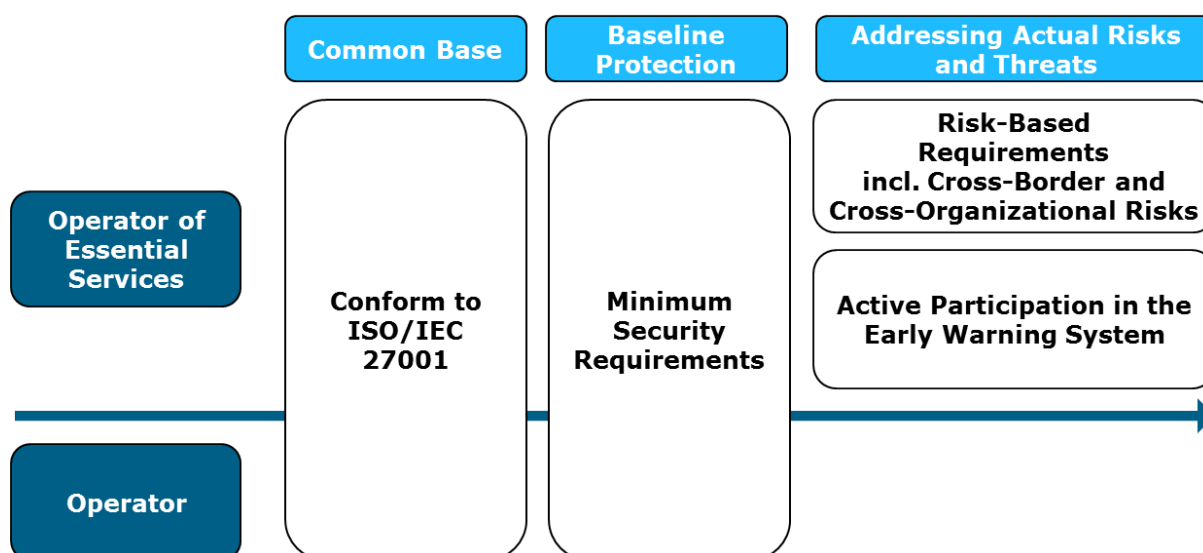 Common Base
Baseline
Protection
Addressing Actual Risks
and Threats
Operator of
Essential
Services
Conform to
ISO/IEC
27001
Minimum
Security
Requirements
Risk-Based
Requirements
incl. Cross-Border and
Cross-Organizational Risks
Active Participation in the
Early Warning System
Operator